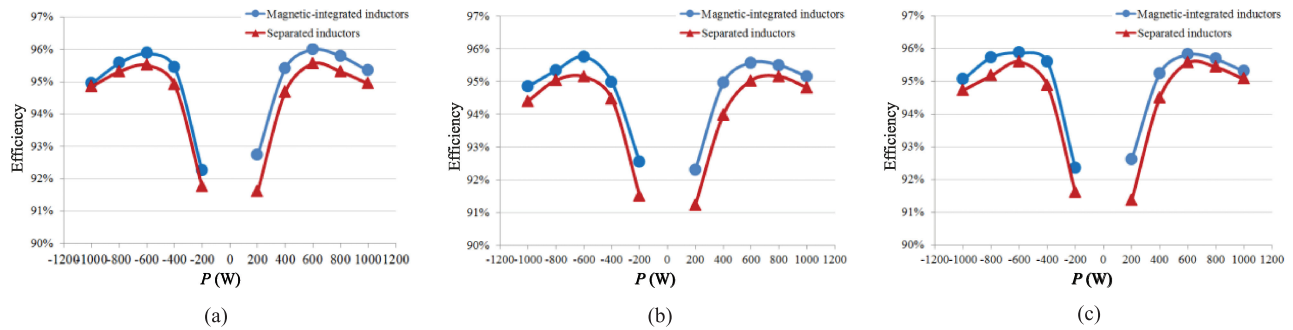 97%
96%
95%
94%
93%
92%
91%
90%
Efficiency
Magnetic-integrated inductors
Separated inductors
-1200 -1000 -800 -600 -400 -200 0 200 400 600 800 1000 1200
P (W)
(a)
97%
96%
95%
94%
93%
92%
91%
90%
Efficiency
Magnetic-integrated inductors
Separated inductors
-1200 -1000 -800 -600 -400 -200 0 200 400 600 800 1000 1200
P (W)
(b)
97%
96%
95%
94%
93%
92%
91%
90%
Efficiency
Magnetic-integrated inductors
Separated inductors
-1200 -1000 -800 -600 -400 -200 0 200 400 600 800 1000 1200
P (W)
(c)